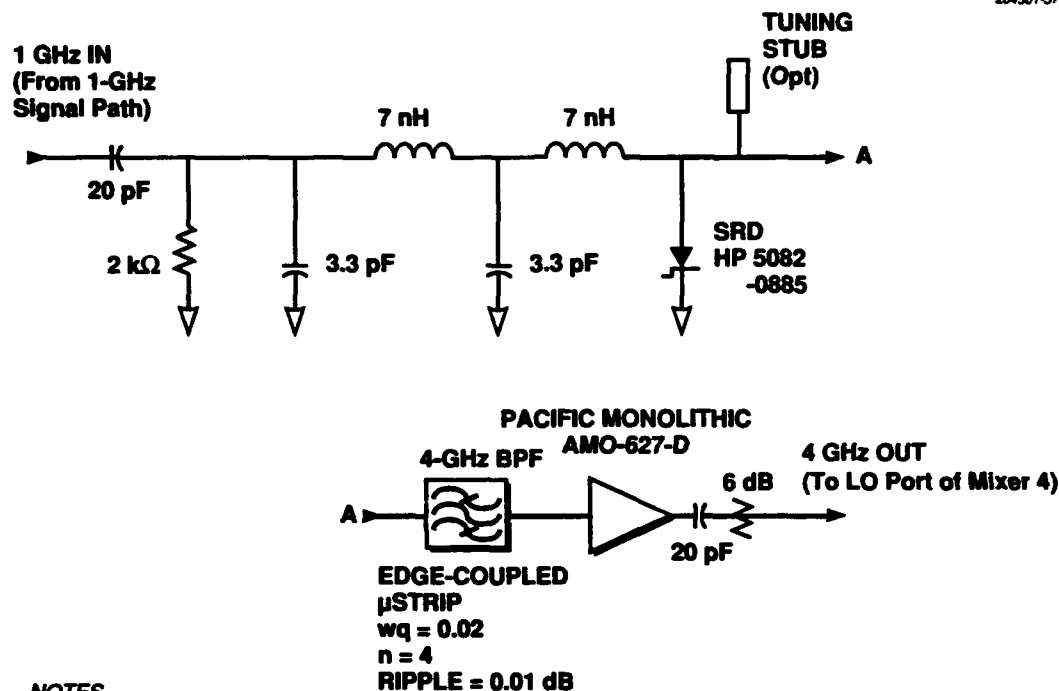 1 GHz IN
(From 1-GHz
Signal Path)
TUNING
STUB
(Opt)
7 nH
7 nH
A
20 pF
2 kΩ
3.3 pF
3.3 pF
SRD
HP 5082
-0885
PACIFIC MONOLITHIC
AMO-627-D
4-GHz BPF
4 GHz OUT
(To LO Port of Mixer 4)
6 dB
A
20 pF
EDGE-COUPLED
µSTRIP
wq = 0.02
n = 4
RIPPLE = 0.01 dB
NOTES